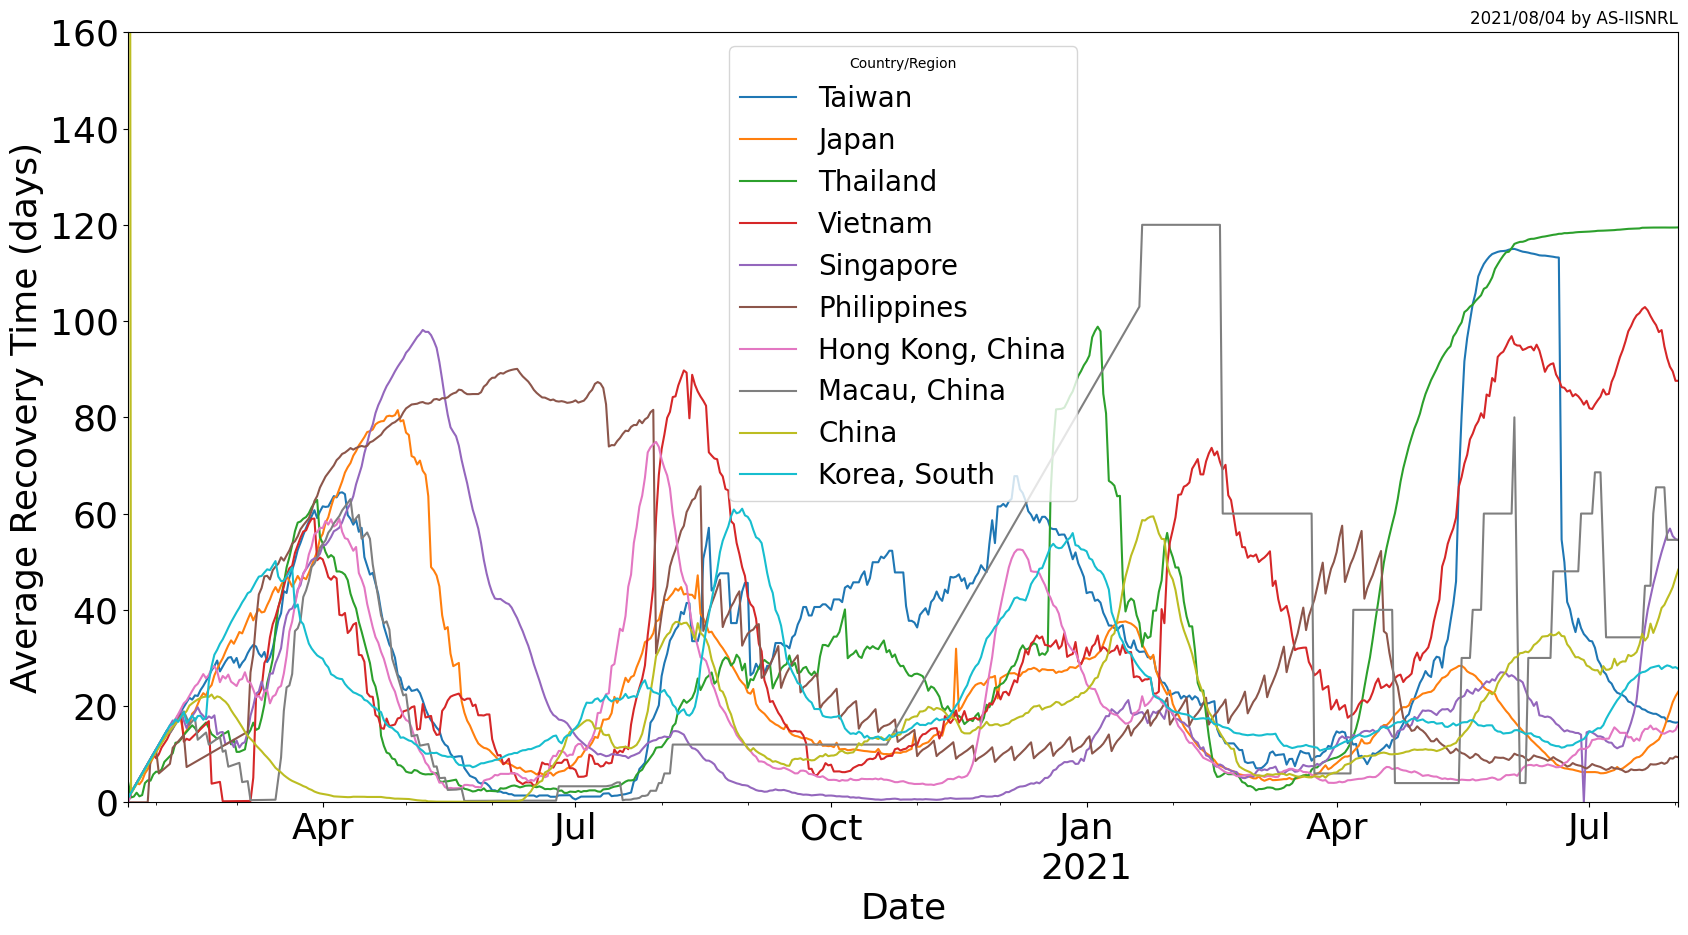 2021/08/04 by AS-IISNRL
160
140
120
100
80
60
40
20
0
Average Recovery Time (days)
Country/Region
Taiwan
Japan
Thailand
Vietnam
Singapore
Philippines
Hong Kong, China
Macau, China
China
Korea, South
Apr
Jul
Oct
Jan
2021
Apr
Jul
Date